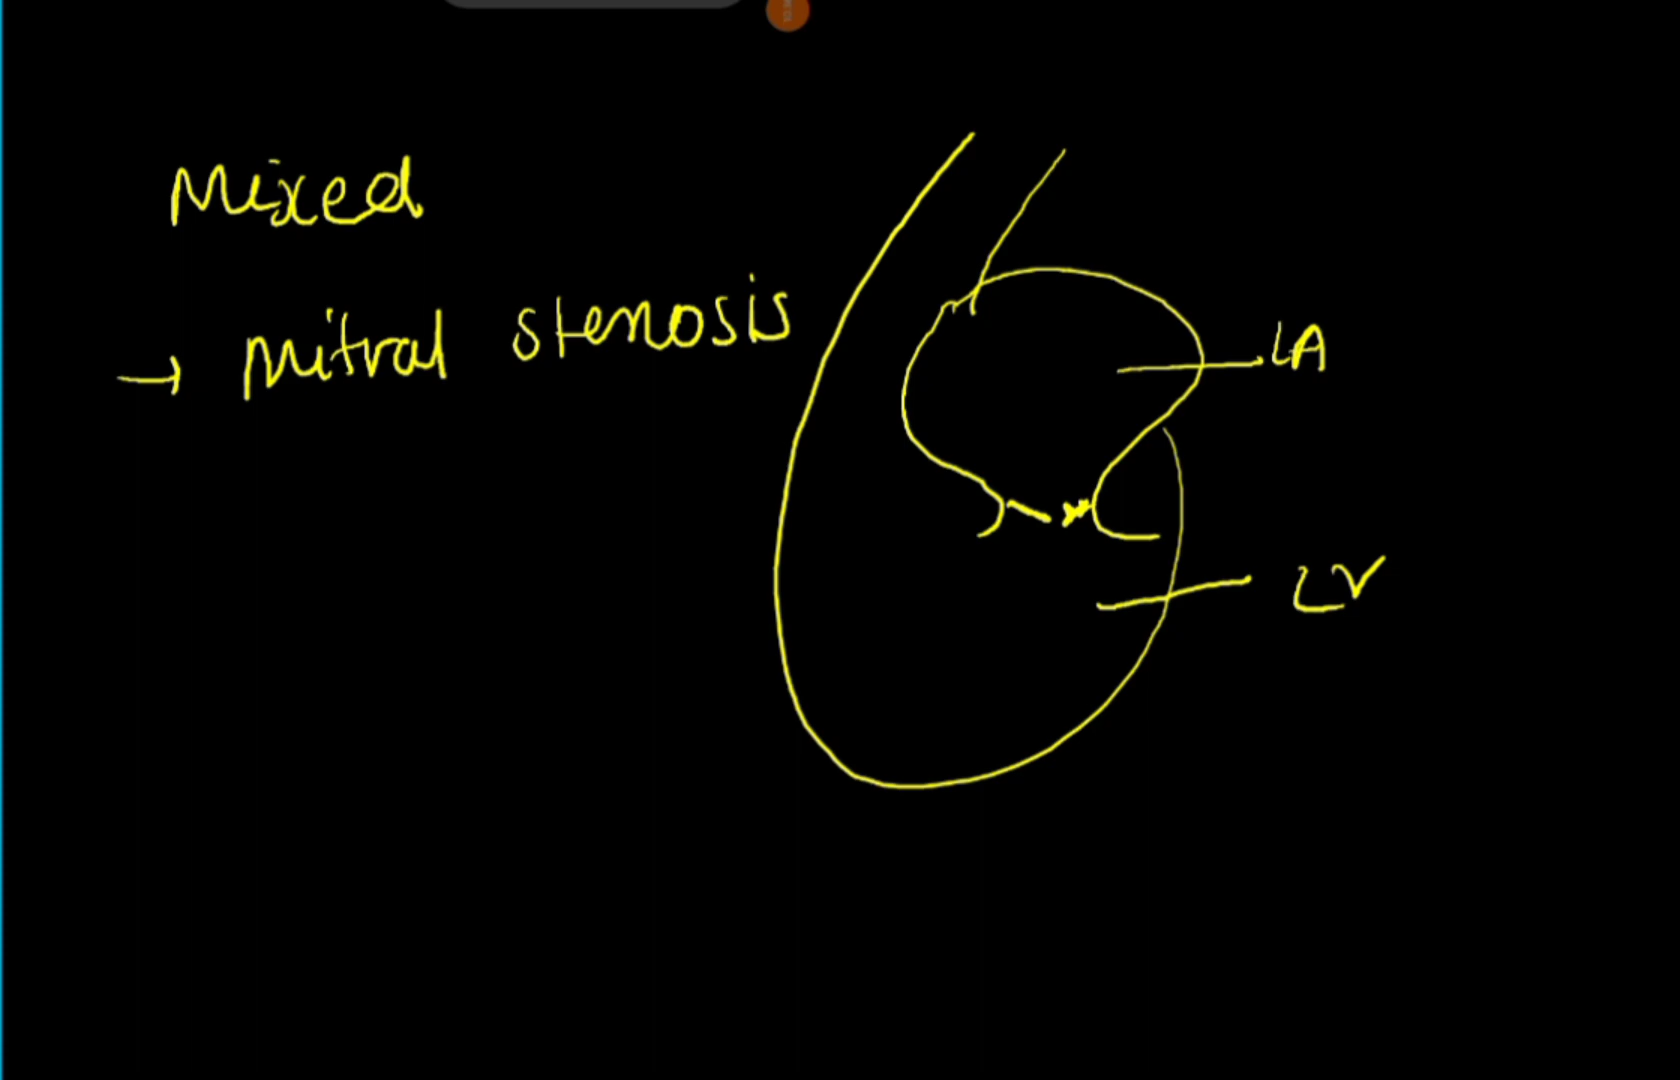 Mixed
→ Mitral stenosis
LA
LV